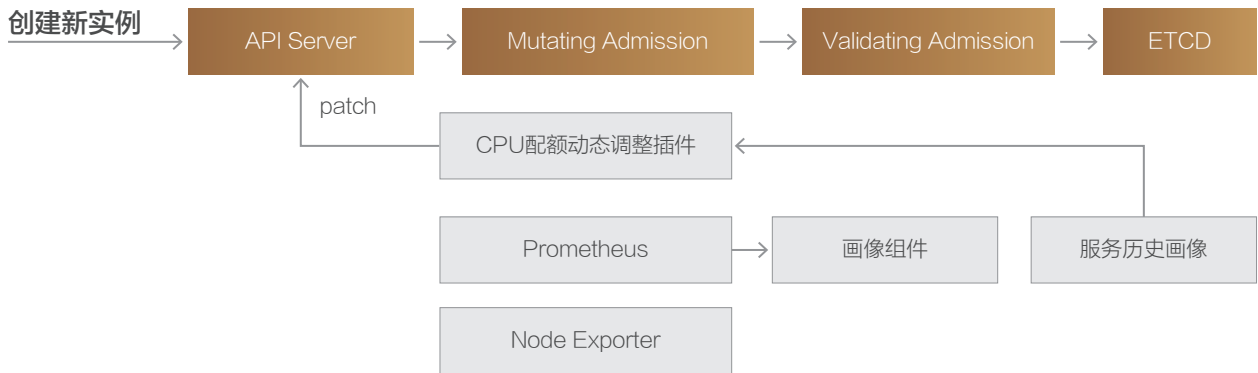 创建新实例
API Server
Mutating Admission
Validating Admission
ETCD
patch
CPU配额动态调整插件
Prometheus
画像组件
服务历史画像
Node Exporter